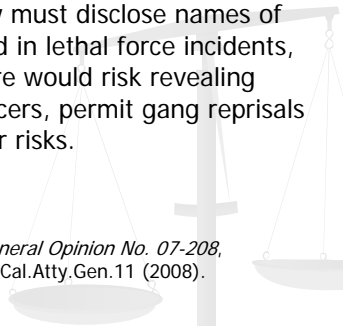 must disclose names of
d in lethal force incidents,
re would risk revealing
cers, permit gang reprisals
r risks.
neral Opinion No. 07-208,
Cal.Atty.Gen.11 (2008).